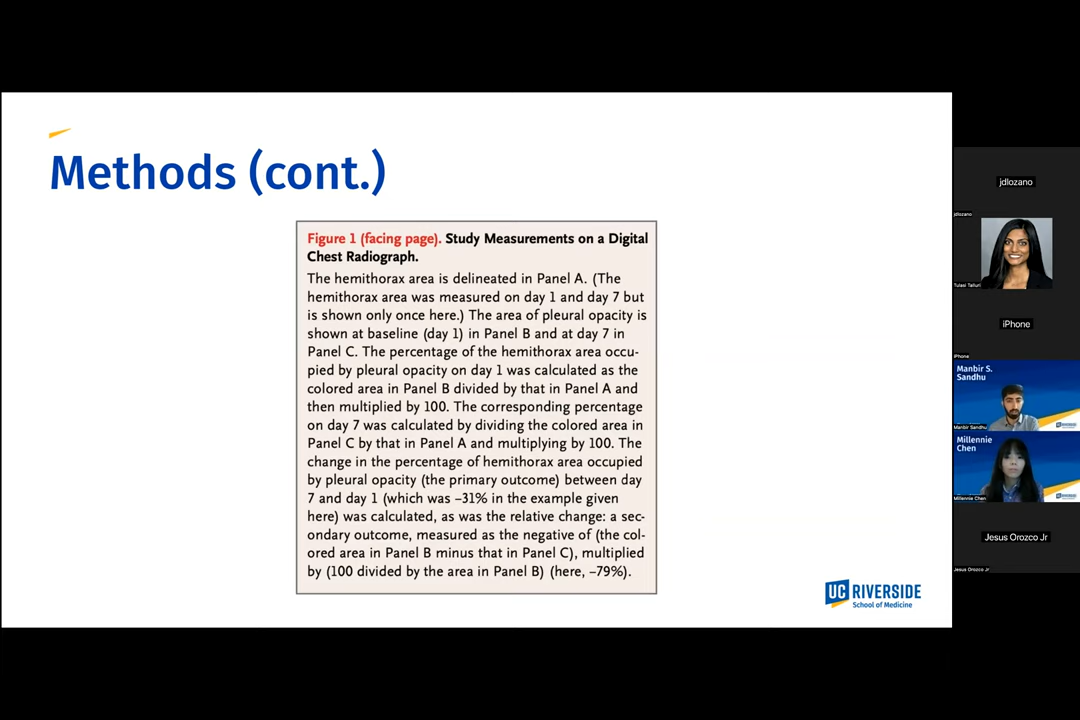 Methods (cont.)
Figure 1 (facing page). Study Measurements on a Digital
Chest Radiograph.
The hemithorax area is delineated in Panel A. (The
hemithorax area was measured on day 1 and day 7 but
is shown only once here.) The area of pleural opacity is
shown at baseline (day 1) in Panel B and at day 7 in
Panel C. The percentage of the hemithorax area occu-
pied by pleural opacity on day 1 was calculated as the
colored area in Panel B divided by that in Panel A and
then multiplied by 100. The corresponding percentage
on day 7 was calculated by dividing the colored area in
Panel C by that in Panel A and multiplying by 100. The
change in the percentage of hemithorax area occupied
by pleural opacity (the primary outcome) between day
7 and day 1 (which was –31% in the example given
here) was calculated, as was the relative change: a sec-
ondary outcome, measured as the negative of (the col-
ored area in Panel B minus that in Panel C), multiplied
by (100 divided by the area in Panel B) (here, –79%).
UC RIVERSIDE
School of Medicine
jdlozano
jdlozano
Tulasi Talluri
iPhone
iPhone
Manbir S.
Sandhu
Manbir Sandhu
Millennie
Chen
Millennie Chen
Jesus Orozco Jr
Jesus Orozco Jr